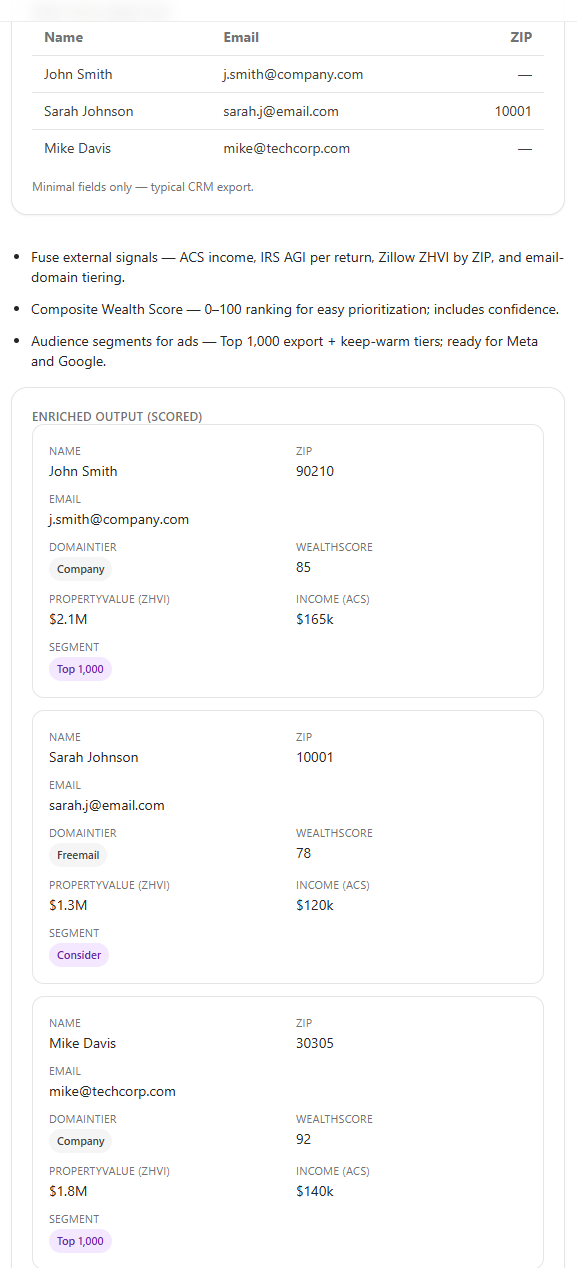 Name Email ZIP
John Smith j.smith@company.com —
Sarah Johnson sarah.j@email.com 10001
Mike Davis mike@techcorp.com —
Minimal fields only — typical CRM export.
• Fuse external signals — ACS income, IRS AGI per return, Zillow ZHVI by ZIP, and email-
domain tiering.
• Composite Wealth Score — 0–100 ranking for easy prioritization; includes confidence.
• Audience segments for ads — Top 1,000 export + keep-warm tiers; ready for Meta
and Google.
ENRICHED OUTPUT (SCORED)
NAME ZIP
John Smith 90210
EMAIL
j.smith@company.com
DOMAINTIER WEALTHSCORE
Company 85
PROPERTYVALUE (ZHVI) INCOME (ACS)
$2.1M $165k
SEGMENT
Top 1,000
NAME ZIP
Sarah Johnson 10001
EMAIL
sarah.j@email.com
DOMAINTIER WEALTHSCORE
Freemail 78
PROPERTYVALUE (ZHVI) INCOME (ACS)
$1.3M $120k
SEGMENT
Consider
NAME ZIP
Mike Davis 30305
EMAIL
mike@techcorp.com
DOMAINTIER WEALTHSCORE
Company 92
PROPERTYVALUE (ZHVI) INCOME (ACS)
$1.8M $140k
SEGMENT
Top 1,000